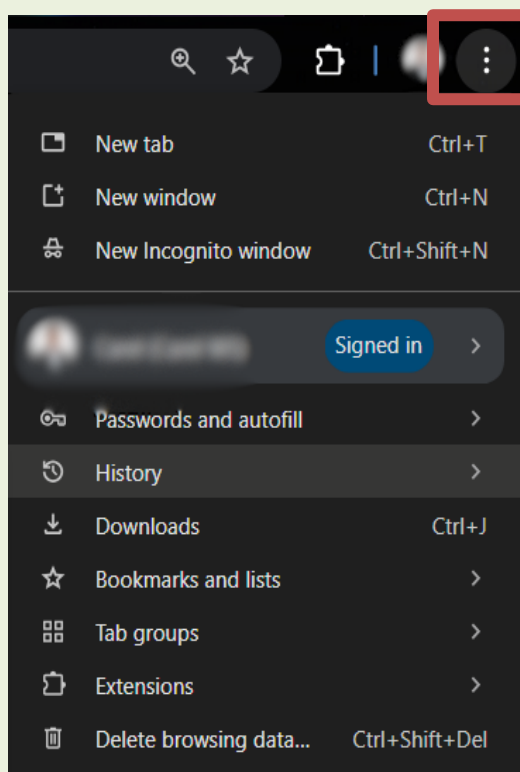 New tab Ctrl+T
New window Ctrl+N
New Incognito window Ctrl+Shift+N
Signed in
Passwords and autofill
History
Downloads Ctrl+J
Bookmarks and lists
Tab groups
Extensions
Delete browsing data... Ctrl+Shift+Del